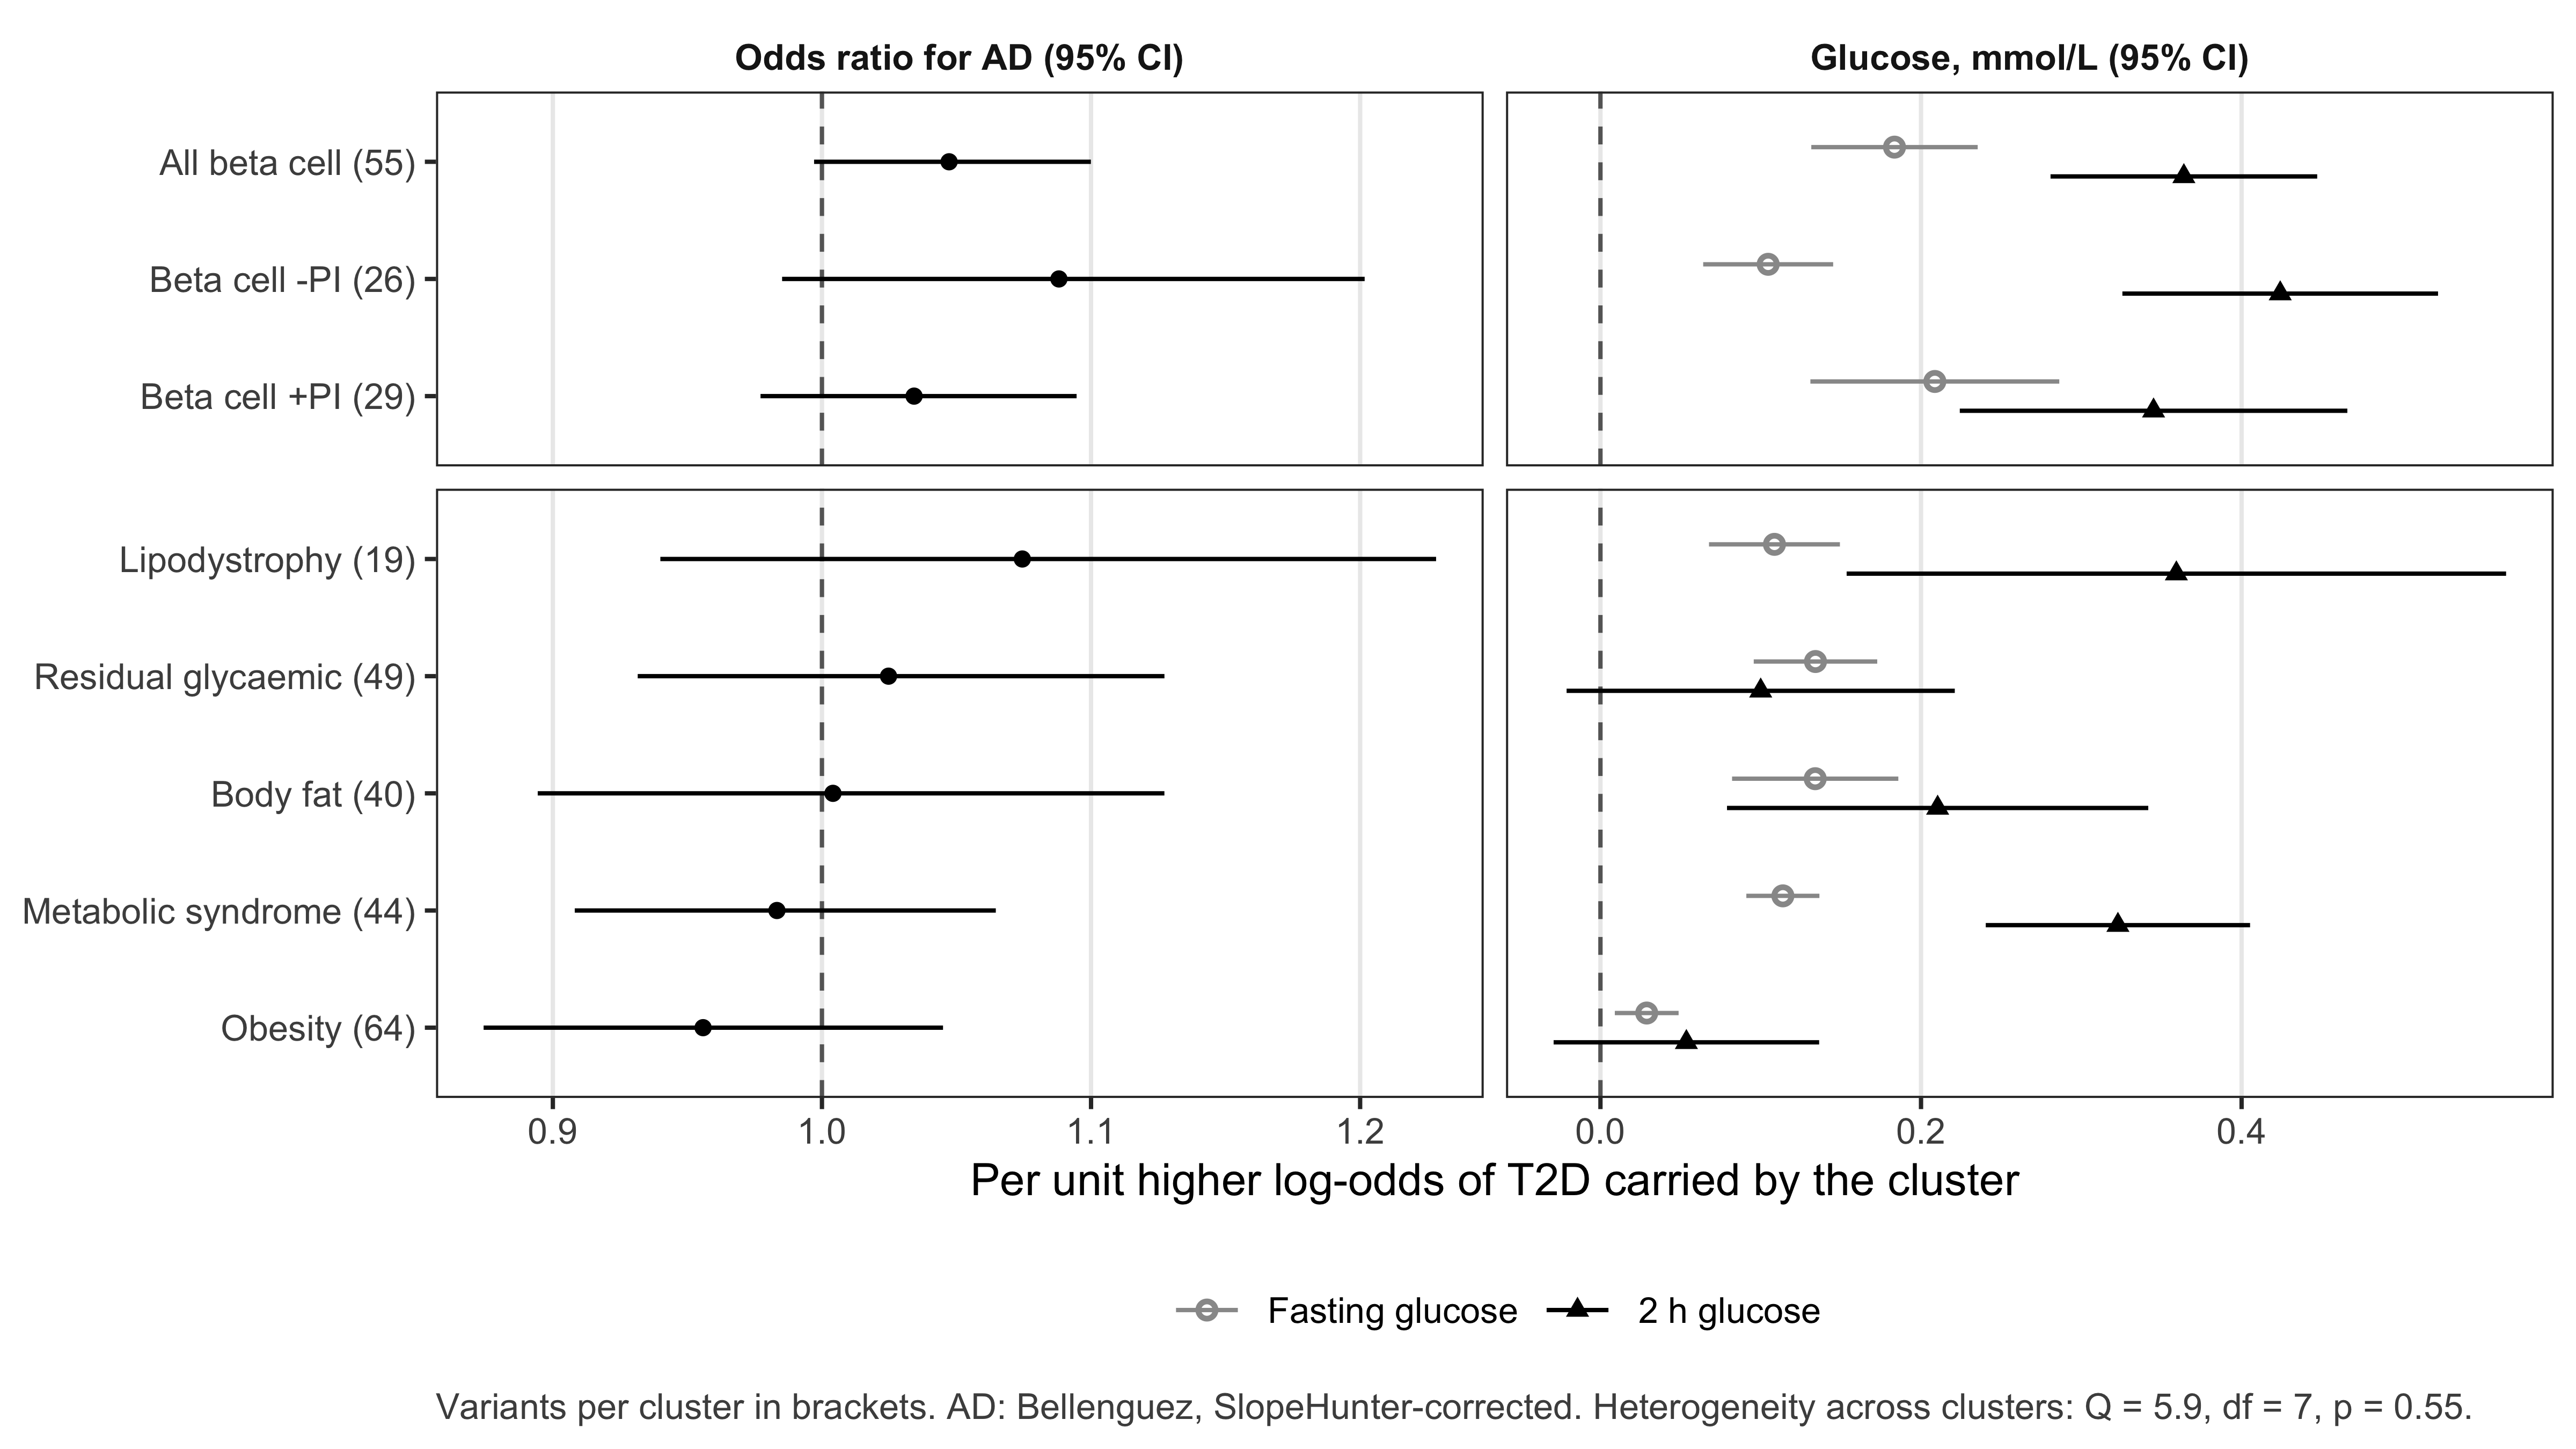 Odds ratio for AD (95% CI)
Glucose, mmol/L (95% CI)
All beta cell (55)
Beta cell -PI (26)
Beta cell +PI (29)
Lipodystrophy (19)
Residual glycaemic (49)
Body fat (40)
Metabolic syndrome (44)
Obesity (64)
0.9 1.0 1.1 1.2
0.0 0.2 0.4
Per unit higher log-odds of T2D carried by the cluster
Fasting glucose 2 h glucose
Variants per cluster in brackets. AD: Bellenguez, SlopeHunter-corrected. Heterogeneity across clusters: Q = 5.9, df = 7, p = 0.55.